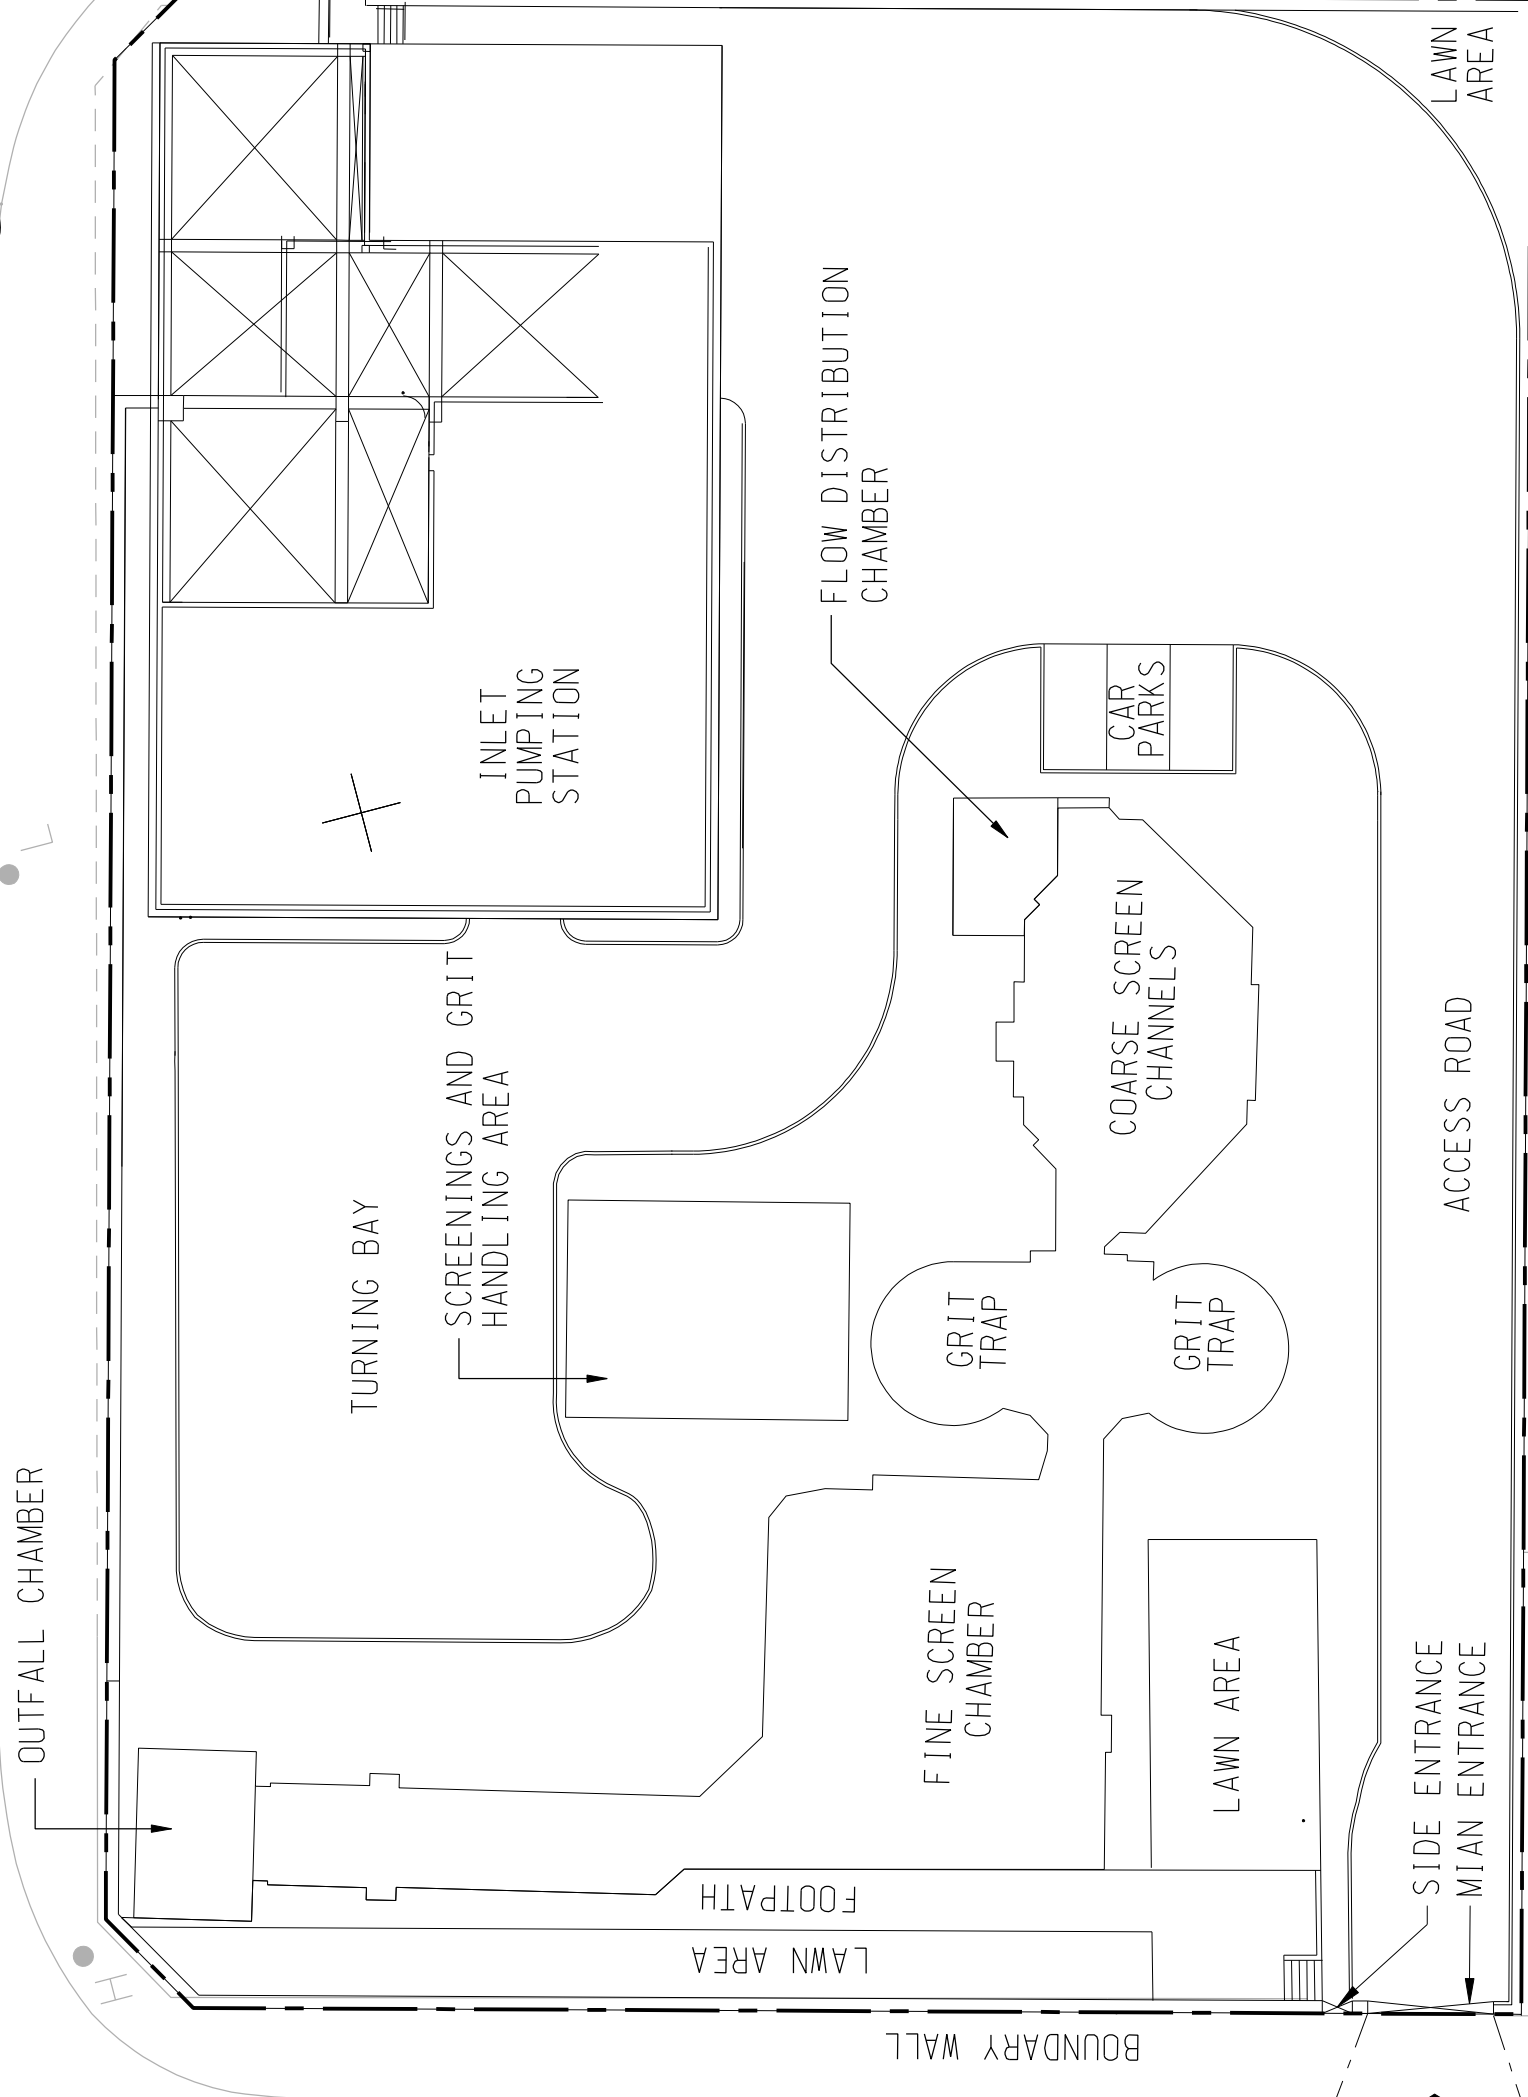 LAWN
AREA
FLOW DISTRIBUTION
CHAMBER
INLET
PUMPING
STATION
CAR
PARKS
COARSE SCREEN
CHANNELS
SCREENINGS AND GRIT
HANDLING AREA
TURNING BAY
ACCESS ROAD
GRIT
TRAP
GRIT
TRAP
OUTFALL CHAMBER
FINE SCREEN
CHAMBER
LAWN AREA
SIDE ENTRANCE
MIAN ENTRANCE
FOOTPATH
LAWN AREA
BOUNDARY WALL
L
H